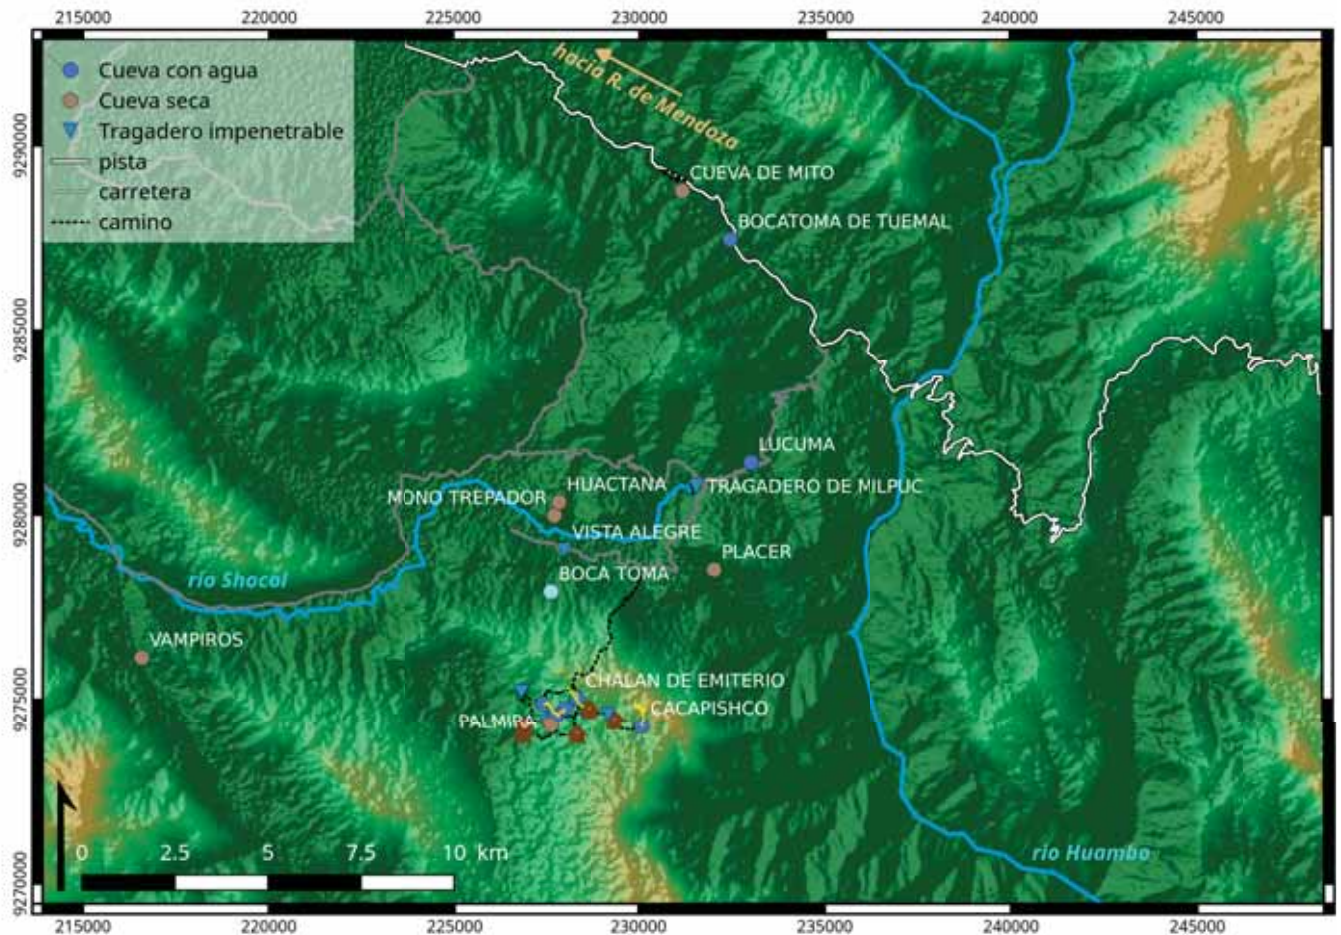 215000 220000 225000 230000 235000 240000 245000
Cueva con agua
Cueva seca
Tragadero impenetrable
pista
carretera
camino
hacia R. de Mendoza
9290000
CUEVA DE MITO
BOCATOMA DE TUEMAL
9285000
LUCUMA
HUACTANA
TRAGADERO DE MILPUC
MONO TREPADOR
9280000
VISTA ALEGRE
PLACER
BOCA TOMA
río Shocol
VAMPIROS
9275000
CHALAN DE EMITERIO
CACAPISHCO
PALMIRA
0 2.5 5 7.5 10 km
río Huambo
9270000
215000 220000 225000 230000 235000 240000 245000